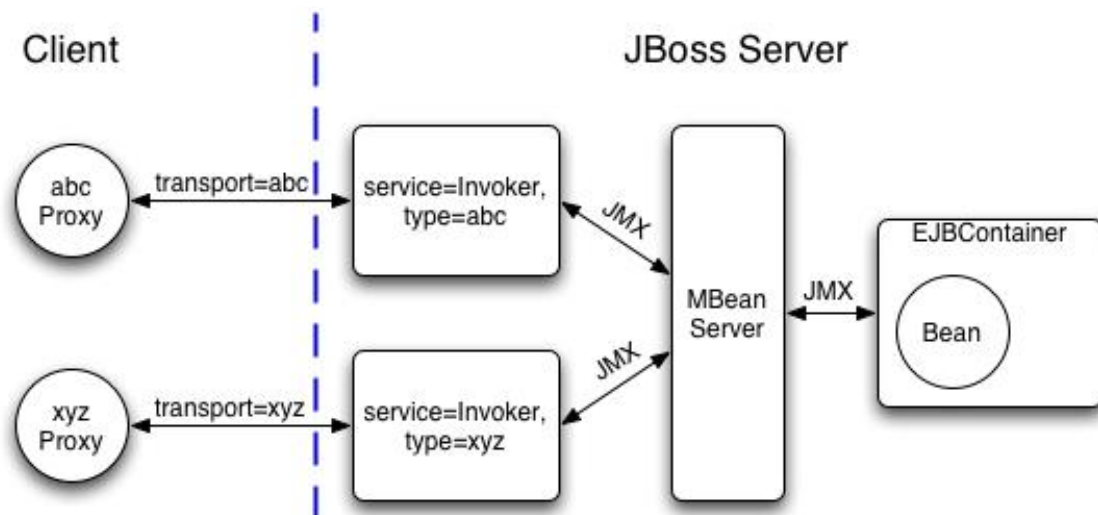 Client
JBoss Server
abc
Proxy
transport=abc
service=Invoker,
type=abc
JMX
EJBContainer
MBean
Server
JMX
Bean
JMX
xyz
Proxy
transport=xyz
service=Invoker,
type=xyz